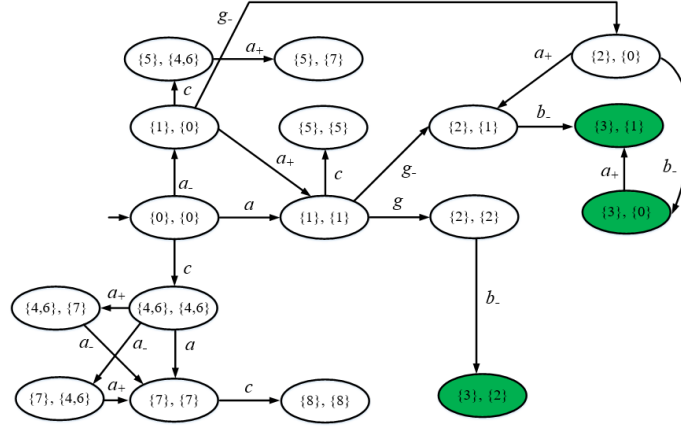 g-
{5}, {4,6} a+ {5}, {7} {2}, {0}
c a+
{1}, {0} {5}, {5} {2}, {1} b- {3}, {1}
a+ c g- a+ b-
a-
{0}, {0} a {1}, {1} g {2}, {2} {3}, {0}
c
{4,6}, {7} a+ {4,6}, {4,6} b-
a- a- a
{7}, {4,6} a+ {7}, {7} c {8}, {8} {3}, {2}